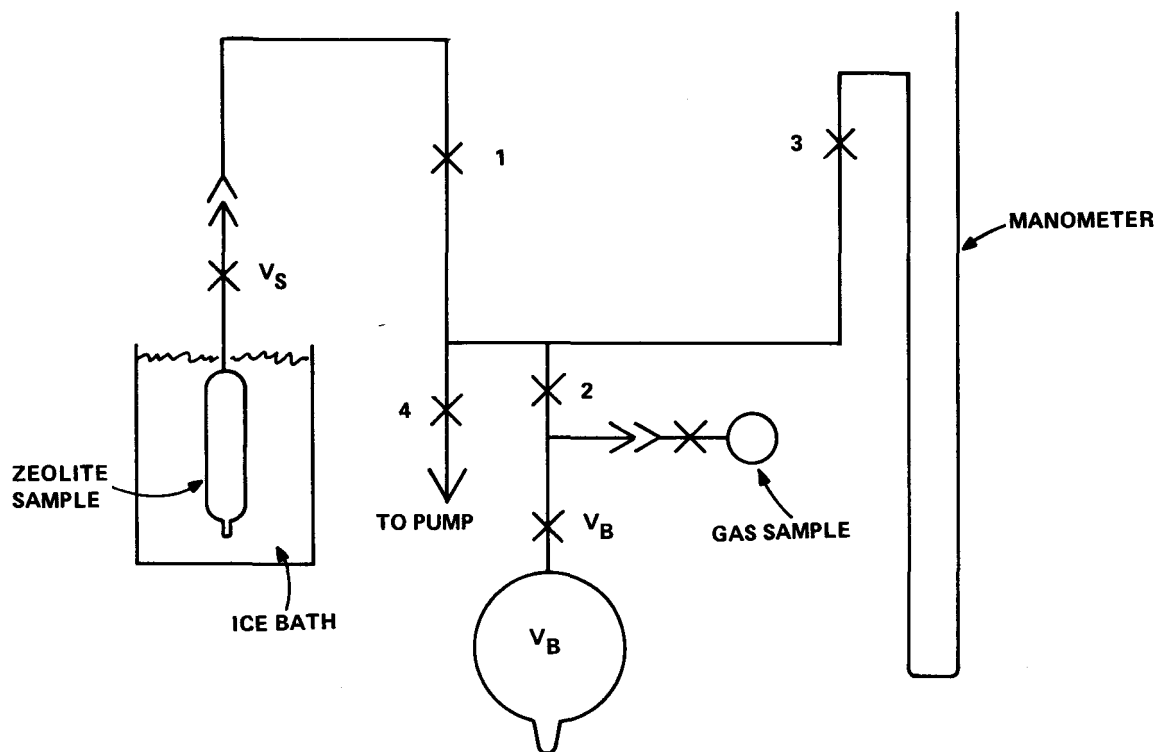 1
3
MANOMETER
V_S
2
4
ZEOLITE
SAMPLE
TO PUMP
V_B
GAS SAMPLE
ICE BATH
V_B